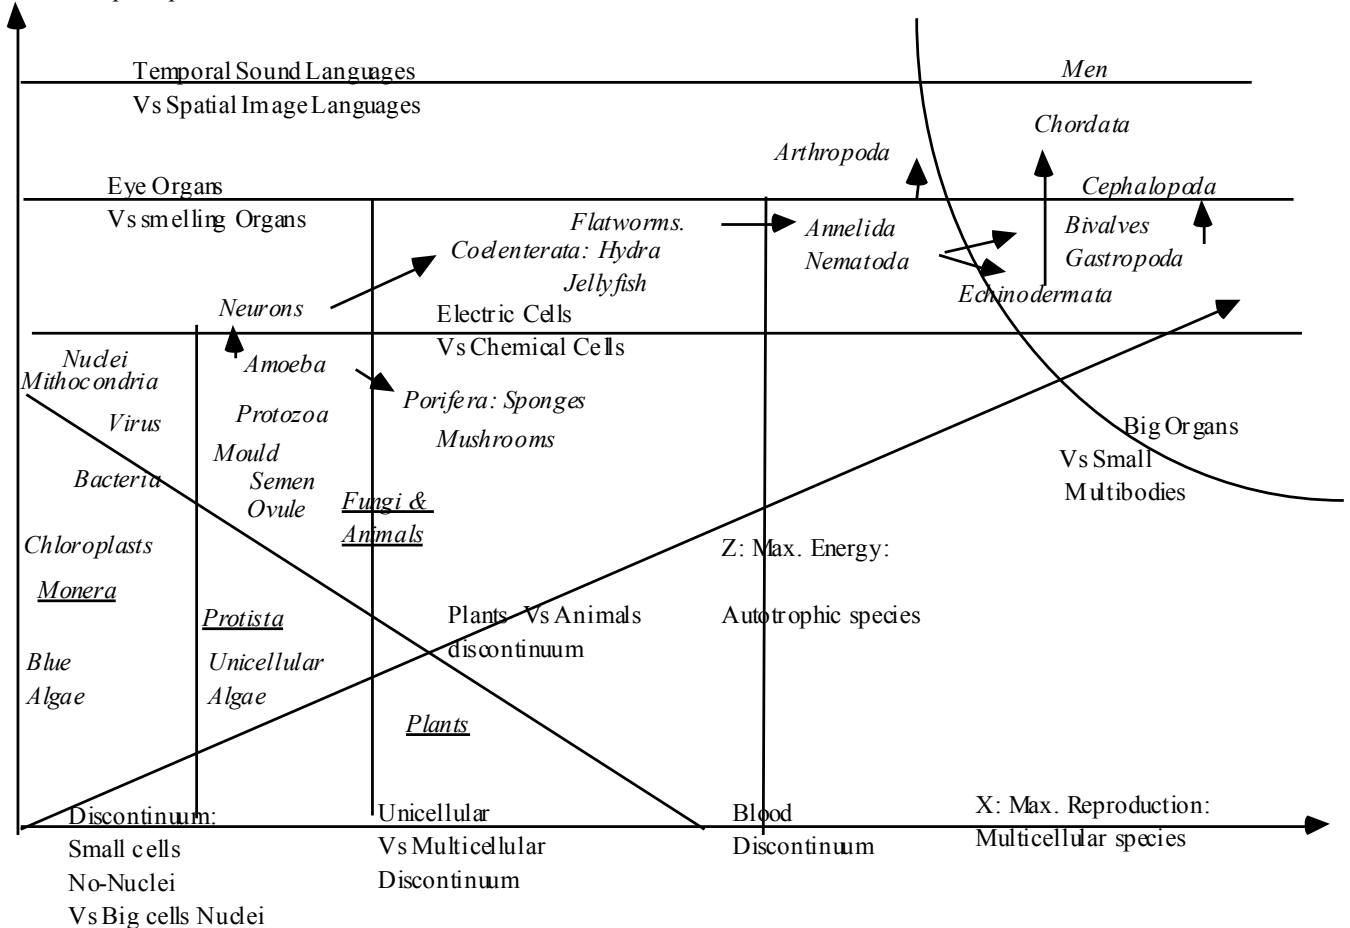 Temporal Sound Languages
Vs Spatial Image Languages
Men
Chordata
Arthropoda
Eye Organs
Vs smelling Organs
Cephalopoda
Flatworms.
Annelida
Nematoda
Bivalves
Gastropoda
Coelenterata: Hydra
Jellyfish
Echinodermata
Neurons
Electric Cells
Vs Chemical Cells
Nuclei
Mithocondria
Amoeba
Virus
Protozoa
Porifera: Sponges
Mushrooms
Big Organs
Vs Small
Multibodies
Mould
Semen
Ovule
Bacteria
Fungi &
Animals
Chloroplasts
Monera
Z: Max. Energy:
Autotrophic species
Protista
Plants Vs Animals
discontinuum
Blue
Algae
Unicellular
Algae
Plants
Discontinuum:
Small cells
No-Nuclei
Vs Big cells Nuclei
Unicellular
Vs Multicellular
Discontinuum
Blood
Discontinuum
X: Max. Reproduction:
Multicellular species